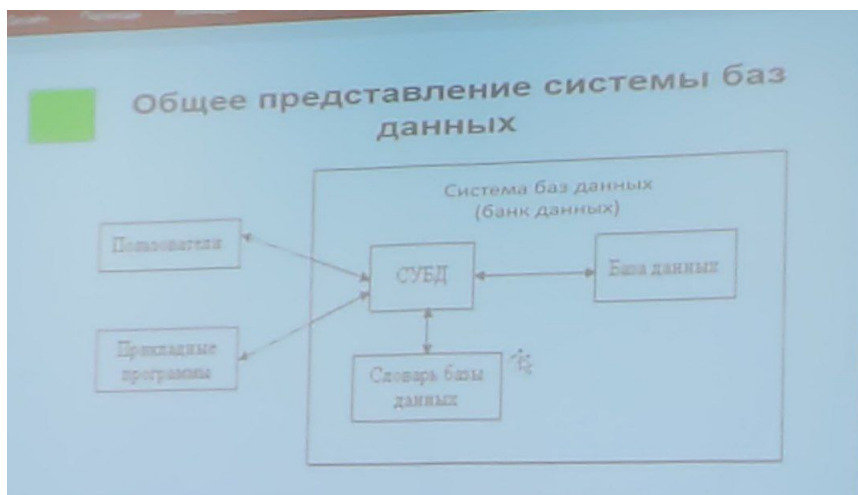 Общее представление системы баз
данных
Система баз данных
(банк данных)
Пользователи
СУБД
База данных
Прикладные
программы
Словарь базы
данных